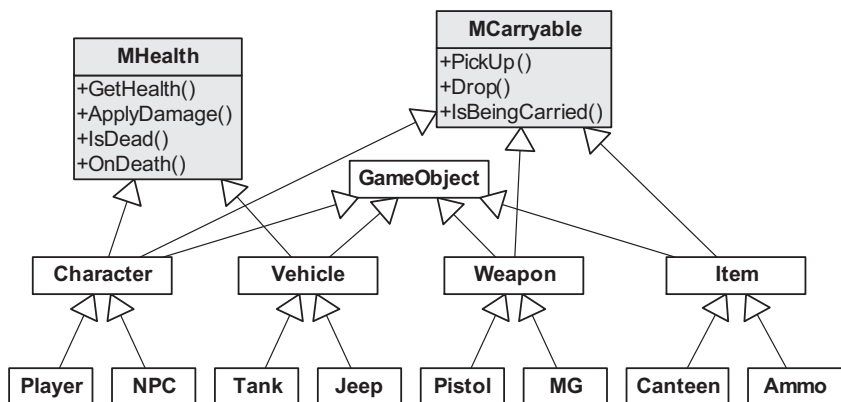 MHealth
+GetHealth()
+ApplyDamage()
+IsDead()
+OnDeath()
MCarryable
+PickUp()
+Drop()
+IsBeingCarried()
GameObject
Character
Vehicle
Weapon
Item
Player
NPC
Tank
Jeep
Pistol
MG
Canteen
Ammo